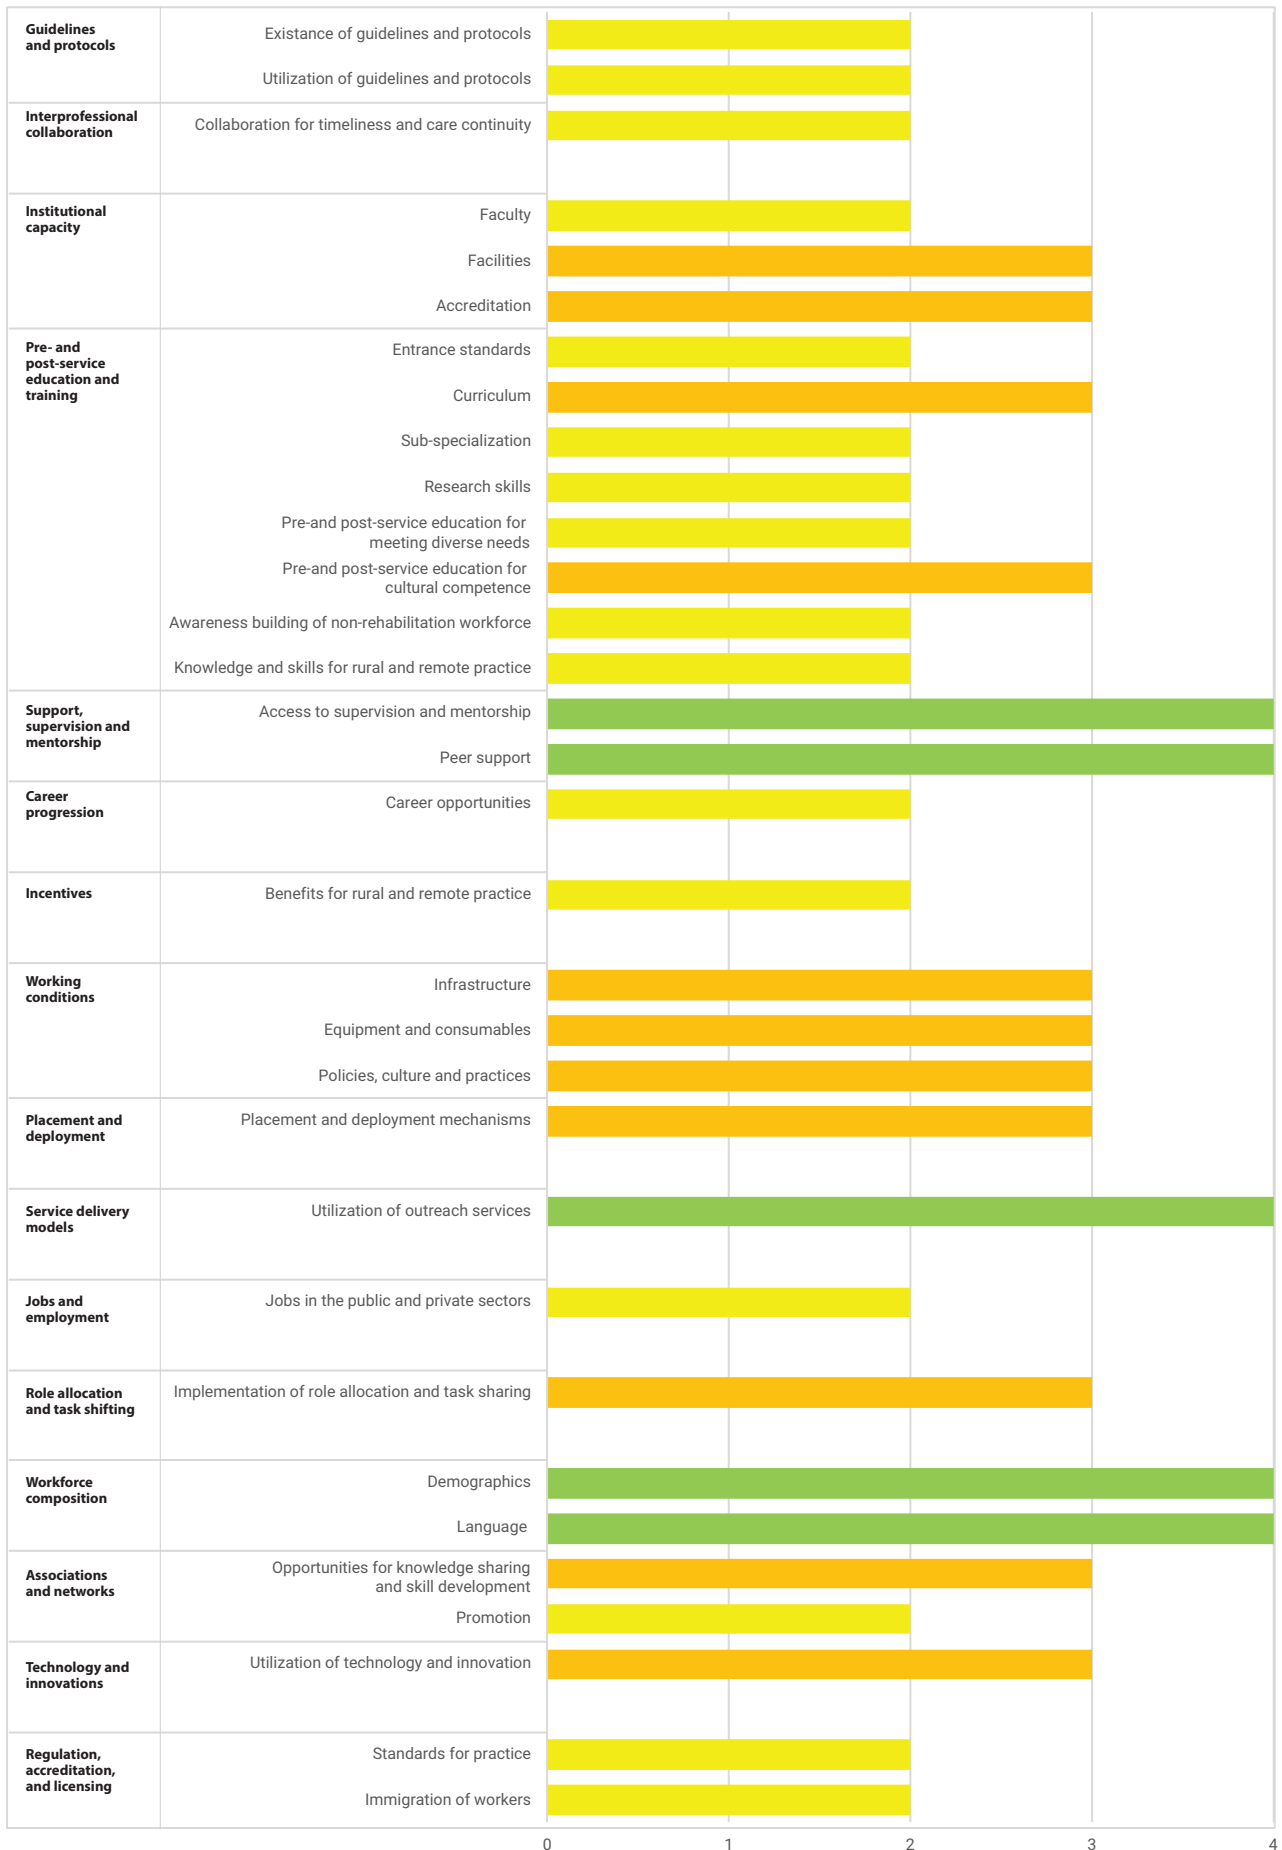 Guidelines
and protocols
Existance of guidelines and protocols
Utilization of guidelines and protocols
Interprofessional
collaboration
Collaboration for timeliness and care continuity
Institutional
capacity
Faculty
Facilities
Accreditation
Pre- and
post-service
education and
training
Entrance standards
Curriculum
Sub-specialization
Research skills
Pre-and post-service education for
meeting diverse needs
Pre-and post-service education for
cultural competence
Awareness building of non-rehabilitation workforce
Knowledge and skills for rural and remote practice
Support,
supervision and
mentorship
Access to supervision and mentorship
Peer support
Career
progression
Career opportunities
Incentives
Benefits for rural and remote practice
Working
conditions
Infrastructure
Equipment and consumables
Policies, culture and practices
Placement and
deployment
Placement and deployment mechanisms
Service delivery
models
Utilization of outreach services
Jobs and
employment
Jobs in the public and private sectors
Role allocation
and task shifting
Implementation of role allocation and task sharing
Workforce
composition
Demographics
Language
Associations
and networks
Opportunities for knowledge sharing
and skill development
Promotion
Technology and
innovations
Utilization of technology and innovation
Regulation,
accreditation,
and licensing
Standards for practice
Immigration of workers
0 1 2 3 4